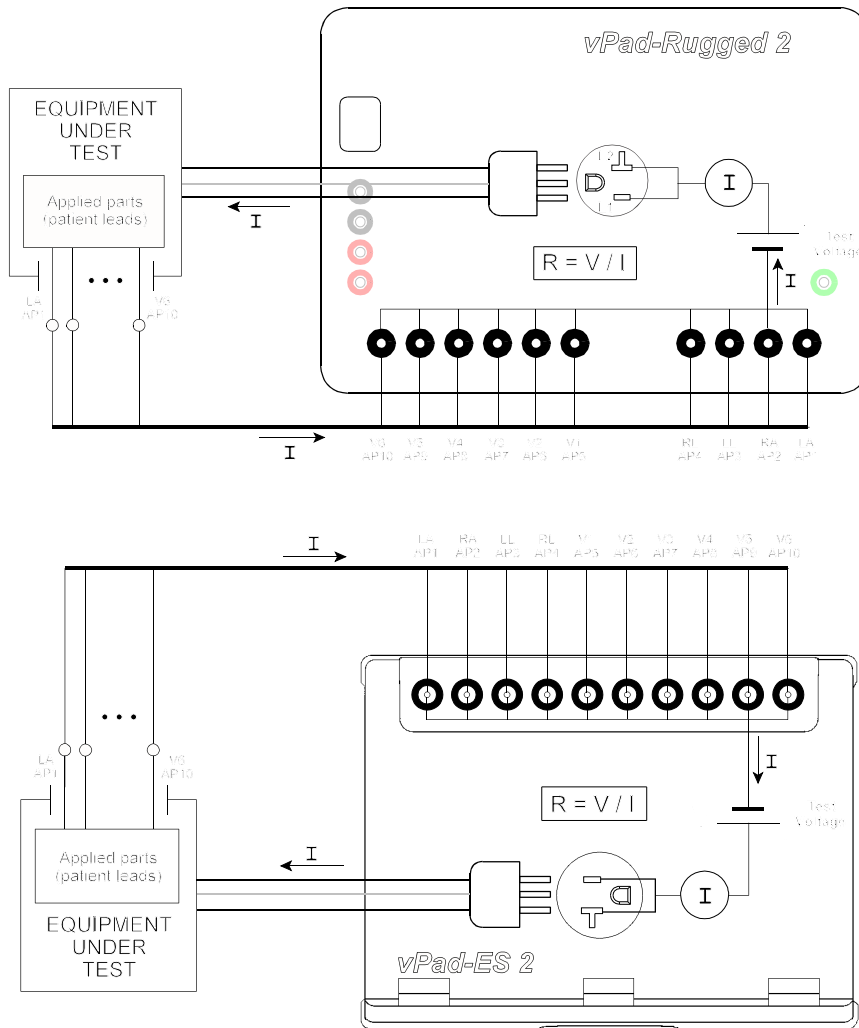 vPad-Rugged 2
EQUIPMENT
UNDER
TEST
Applied parts
(patient leads)
I
I
Test
Voltage
R = V / I
I
LA
V6
AP10
I
V6 V5 V4 V3 V2 V1 RL LL RA LA
AP10 AP9 AP8 AP7 AP6 AP5 AP4 AP3 AP2 AP1
I
LA RA LL RL V1 V2 V3 V4 V5 V6
AP1 AP2 AP3 AP4 AP5 AP6 AP7 AP8 AP9 AP10
LA
AP1
V6
AP10
I
R = V / I
Test
Voltage
I
Applied parts
(patient leads)
I
EQUIPMENT
UNDER
TEST
vPad-ES 2